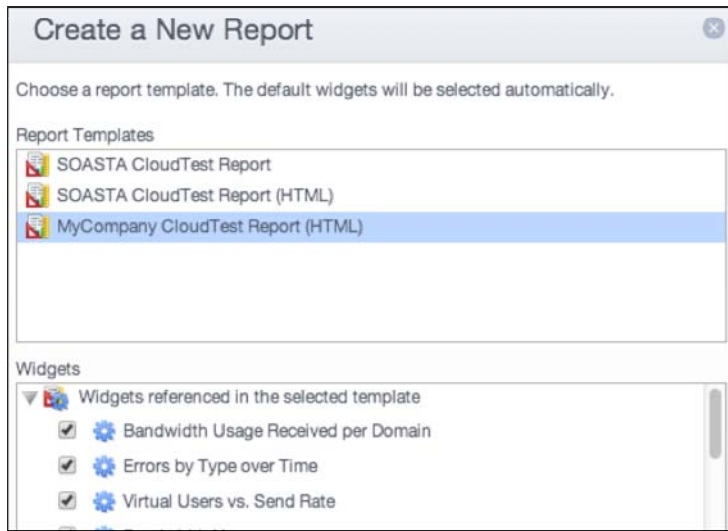 Create a New Report
Choose a report template. The default widgets will be selected automatically.
Report Templates
SOASTA CloudTest Report
SOASTA CloudTest Report (HTML)
MyCompany CloudTest Report (HTML)
Widgets
Widgets referenced in the selected template
Bandwidth Usage Received per Domain
Errors by Type over Time
Virtual Users vs. Send Rate